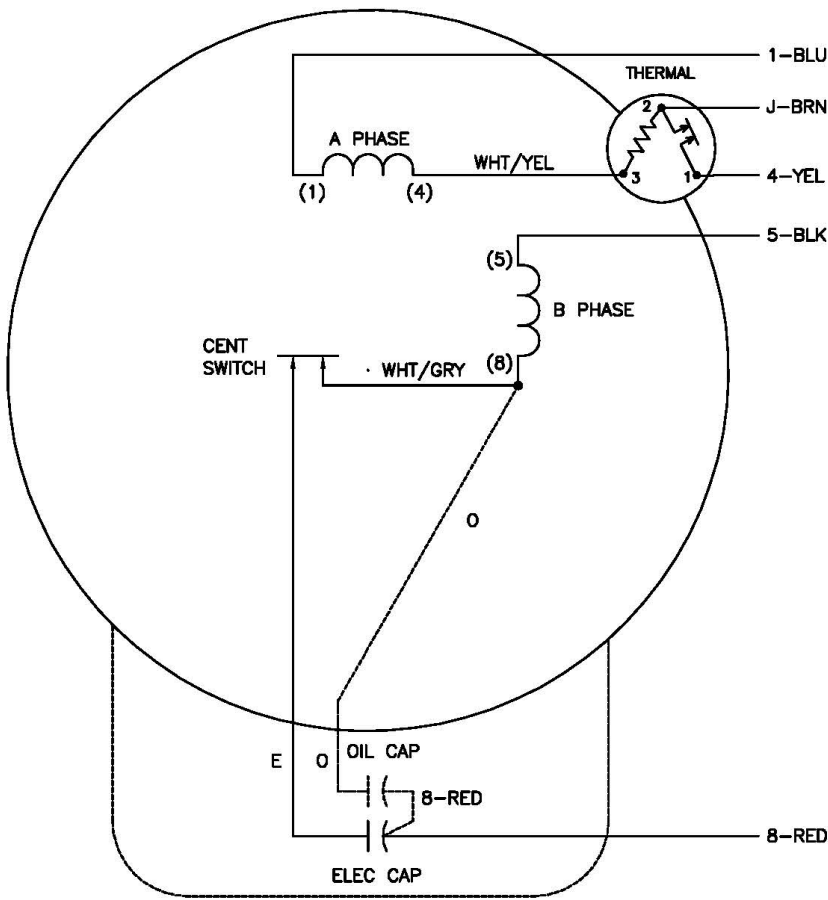 1-BLU
THERMAL
2
J-BRN
A PHASE
WHT/YEL
(1)
(4)
3
1
4-YEL
5-BLK
(5)
B PHASE
CENT
SWITCH
WHT/GRY
(8)
O
E
O
OIL CAP
8-RED
8-RED
ELEC CAP